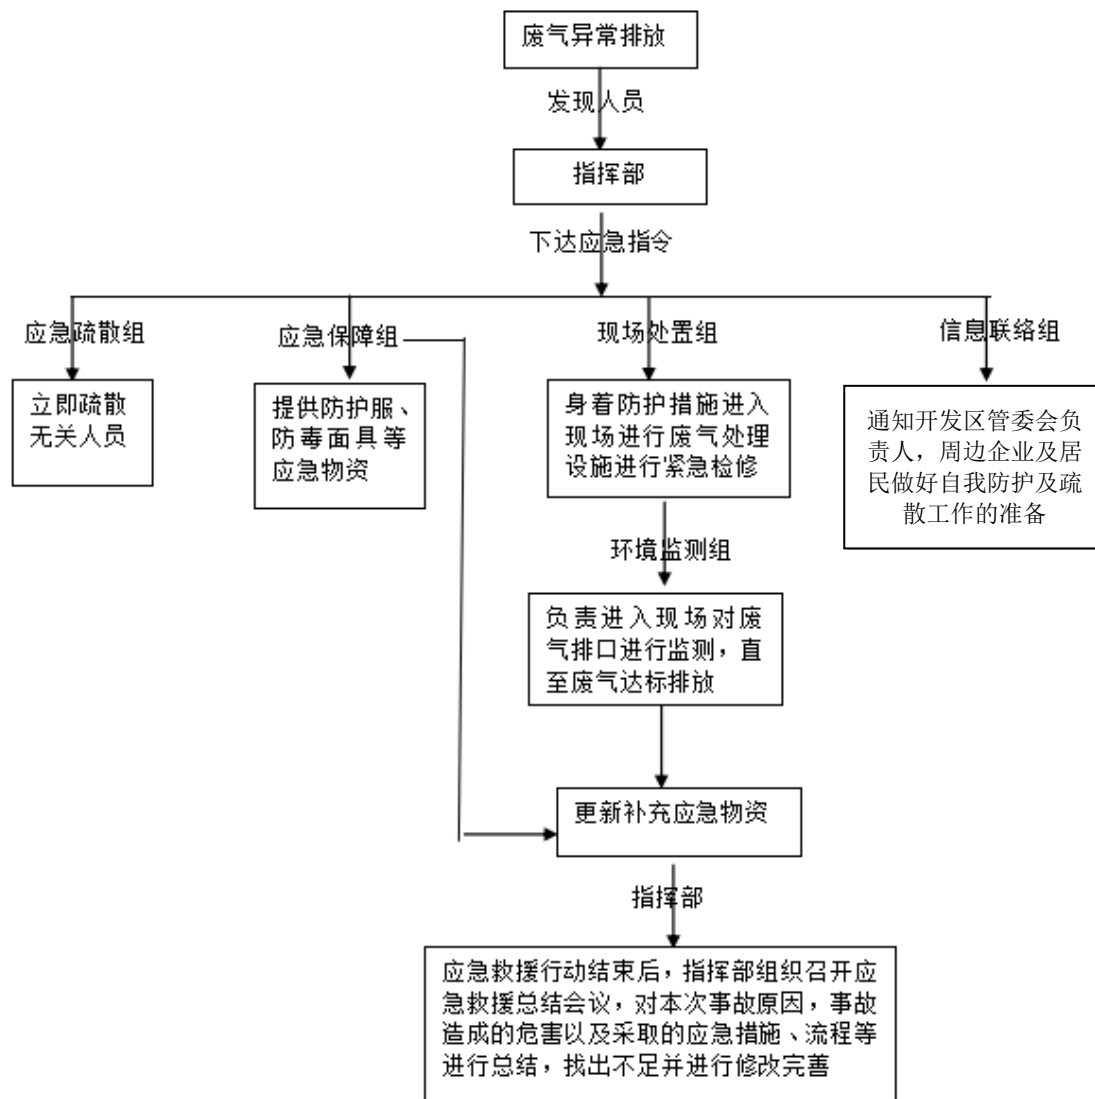 废气异常排放
发现人员
指挥部
下达应急指令
应急疏散组
应急保障组
现场处置组
信息联络组
立即疏散
无关人员
提供防护服、
防毒面具等
应急物资
身着防护措施进入
现场进行废气处理
设施进行紧急检修
通知开发区管委会负
责人，周边企业及居
民做好自我防护及疏
散工作的准备
环境监测组
负责进入现场对废
气排口进行监测，直
至废气达标排放
更新补充应急物资
指挥部
应急救援行动结束后，指挥部组织召开应
急救援总结会议，对本次事故原因，事故
造成的危害以及采取的应急措施、流程等
进行总结，找出不足并进行修改完善